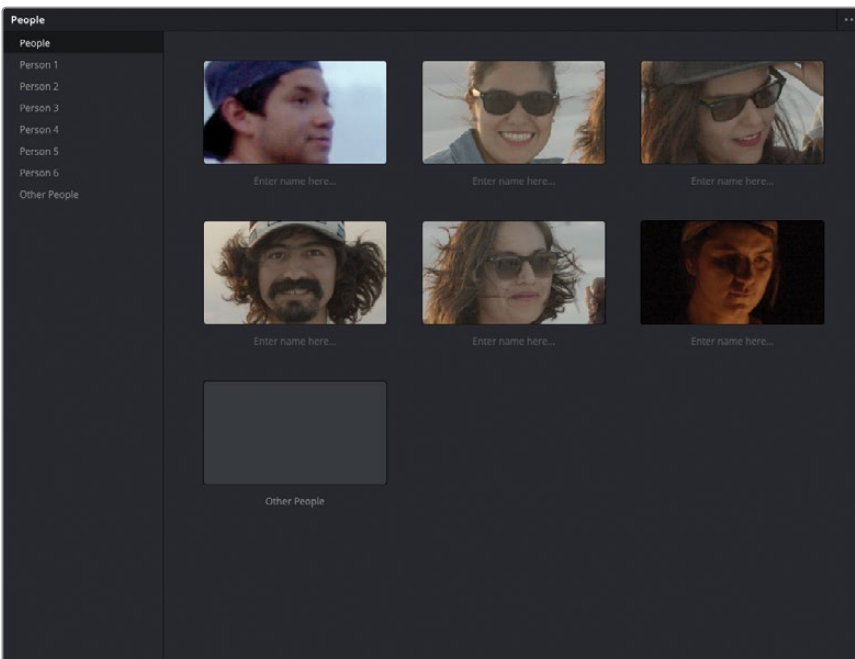 People
People
Person 1
Person 2
Person 3
Person 4
Person 5
Person 6
Other People
Enter name here...
Enter name here...
Enter name here...
Enter name here...
Enter name here...
Enter name here...
Other People